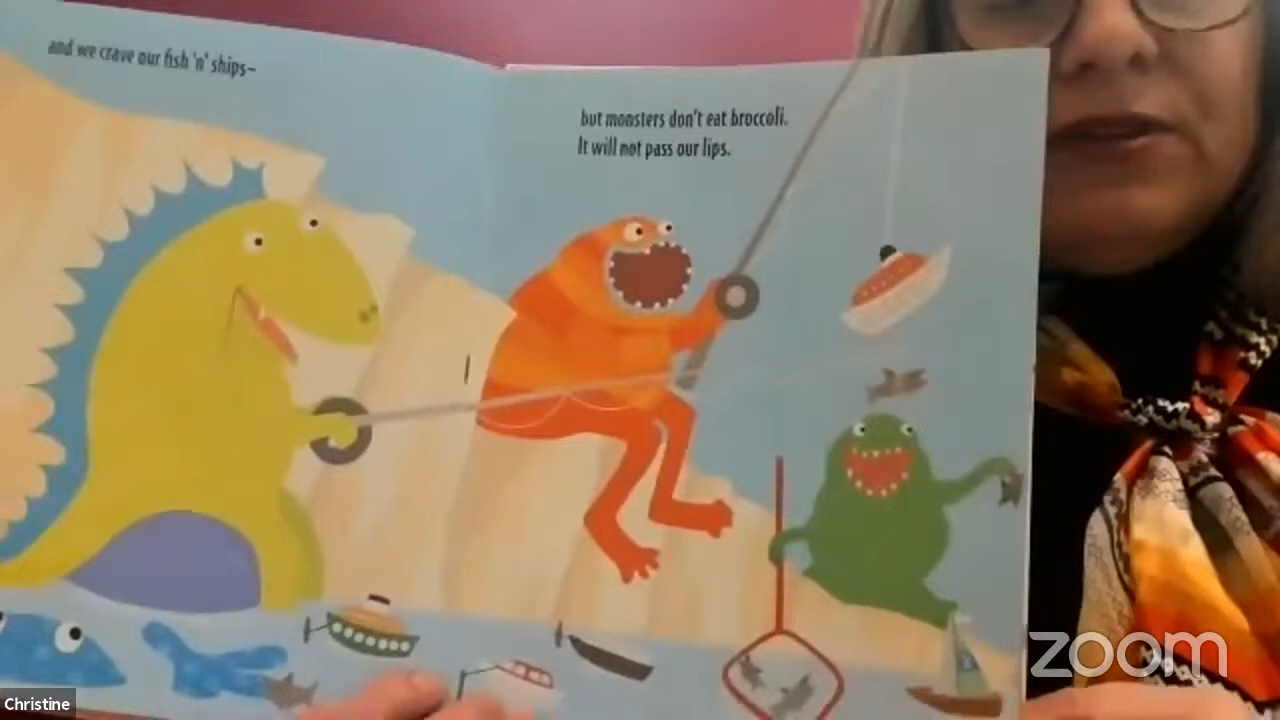 and we crave our fish 'n' ships–
but monsters don't eat broccoli.
It will not pass our lips.
zoom
Christine